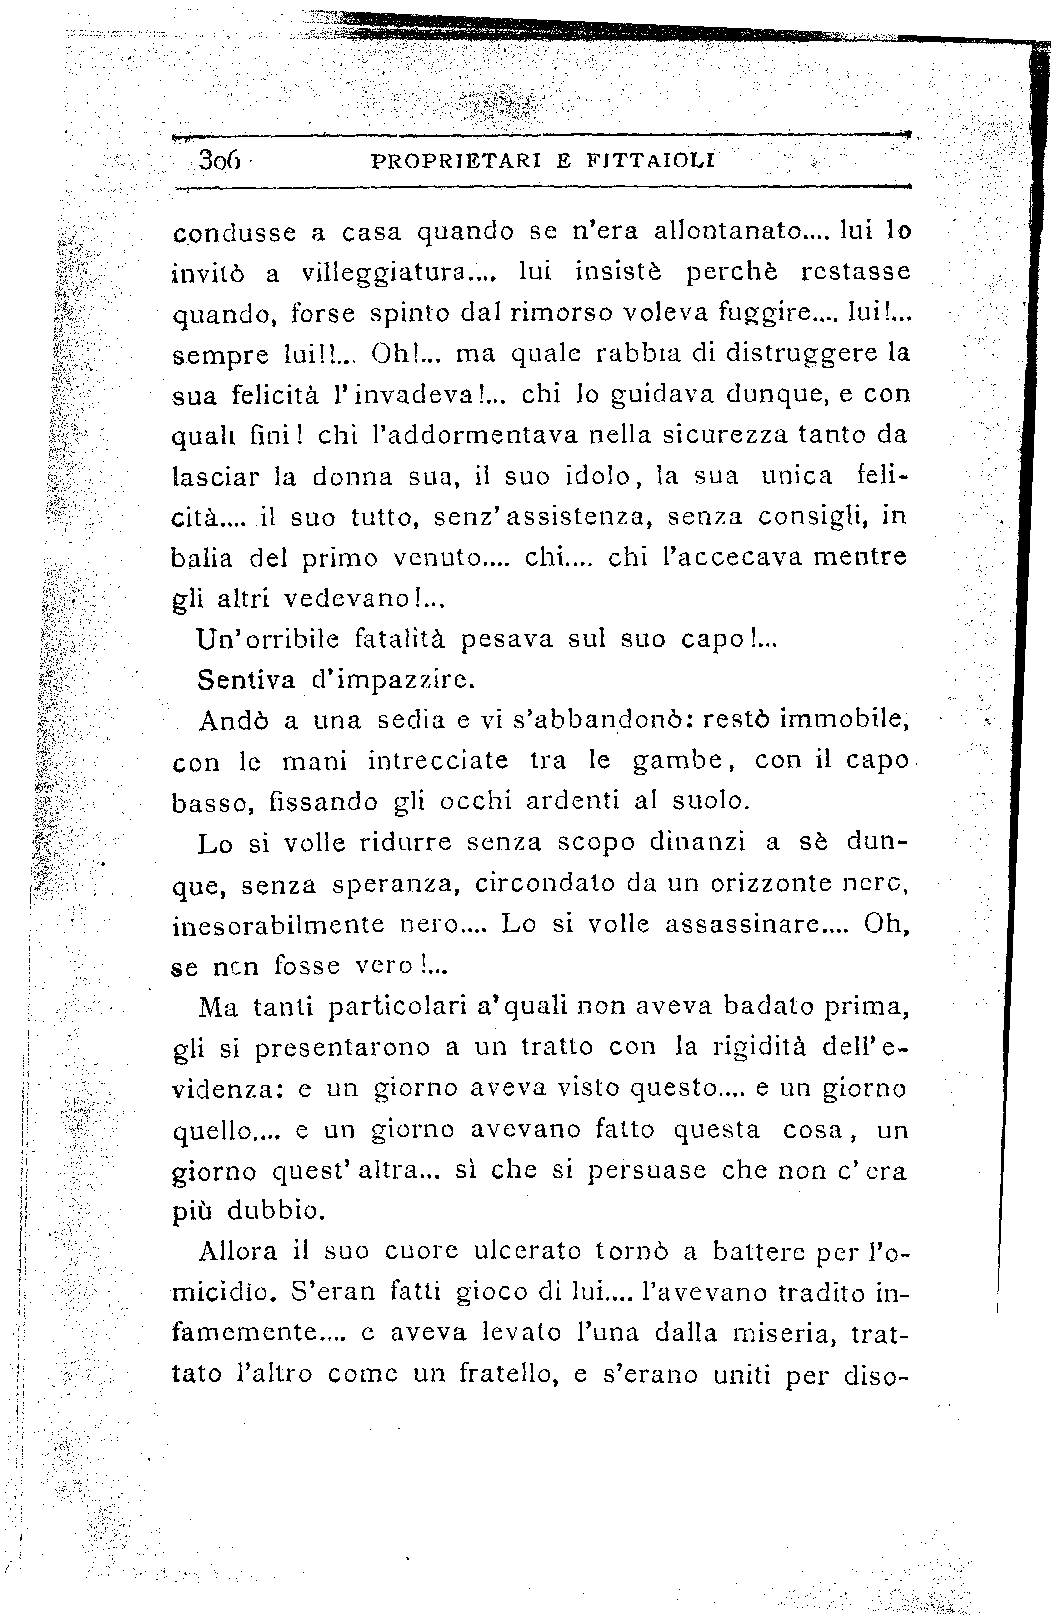 306 PROPRIETARI E FITTAIOLI
condusse a casa quando se n'era allontanato.... lui lo
invitò a villeggiatura.... lui insistè perchè restasse
quando, forse spinto dal rimorso voleva fuggire.... lui!...
sempre lui!!... Oh!... ma quale rabbia di distruggere la
sua felicità l'invadeva!... chi lo guidava dunque, e con
quali fini! chi l'addormentava nella sicurezza tanto da
lasciar la donna sua, il suo idolo, la sua unica feli-
cità.... il suo tutto, senz'assistenza, senza consigli, in
balia del primo venuto.... chi.... chi l'accecava mentre
gli altri vedevano!...
Un'orribile fatalità pesava sul suo capo!...
Sentiva d'impazzire.
Andò a una sedia e vi s'abbandonò: restò immobile,
con le mani intrecciate tra le gambe, con il capo
basso, fissando gli occhi ardenti al suolo.
Lo si volle ridurre senza scopo dinanzi a sè dun-
que, senza speranza, circondato da un orizzonte nero,
inesorabilmente nero.... Lo si volle assassinare.... Oh,
se non fosse vero!...
Ma tanti particolari a'quali non aveva badato prima,
gli si presentarono a un tratto con la rigidità dell'e-
videnza: e un giorno aveva visto questo.... e un giorno
quello.... e un giorno avevano fatto questa cosa, un
giorno quest'altra... sì che si persuase che non c'era
più dubbio.
Allora il suo cuore ulcerato tornò a battere per l'o-
micidio. S'eran fatti gioco di lui.... l'avevano tradito in-
famemente.... e aveva levato l'una dalla miseria, trat-
tato l'altro come un fratello, e s'erano uniti per diso-